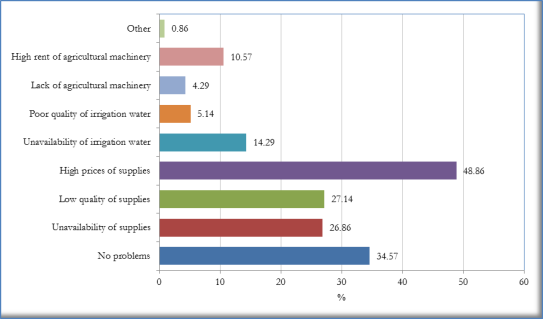 Other 0.86
High rent of agricultural machinery 10.57
Lack of agricultural machinery 4.29
Poor quality of irrigation water 5.14
Unavailability of irrigation water 14.29
High prices of supplies 48.86
Low quality of supplies 27.14
Unavailability of supplies 26.86
No problems 34.57
0 10 20 30 40 50 60
%